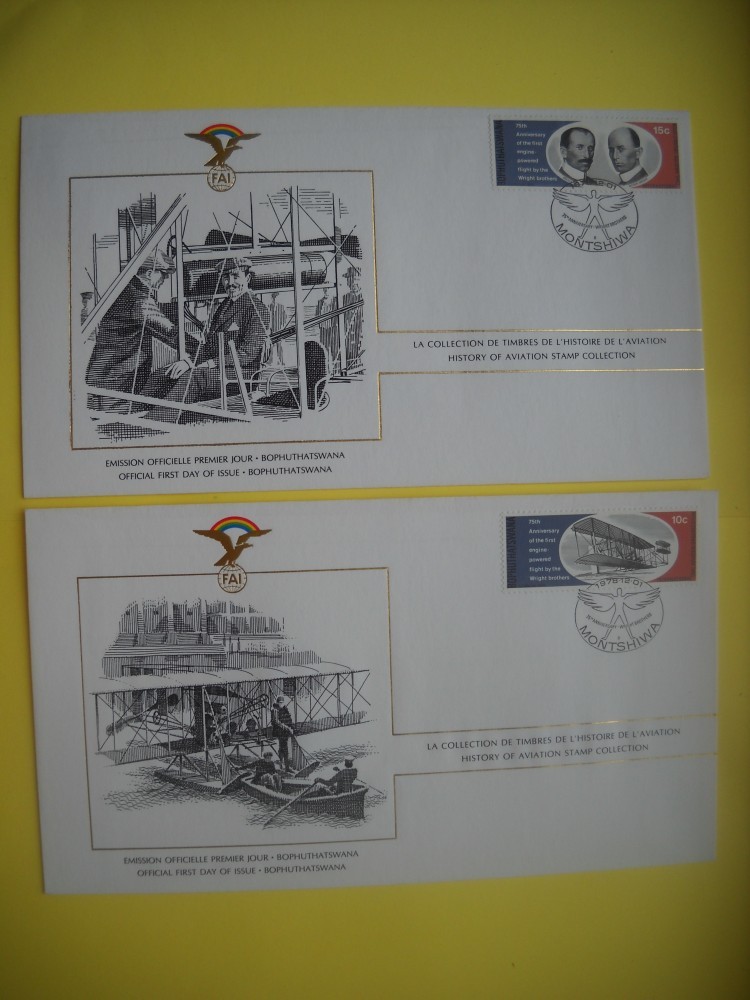 FAI
75th
Anniversary
of the first
engine-
powered
flight by the
Wright brothers.
15c
MONTSHIWA
LA COLLECTION DE TIMBRES DE L'HISTOIRE DE L'AVIATION
HISTORY OF AVIATION STAMP COLLECTION
EMISSION OFFICIELLE PREMIER JOUR • BOPHUTHATSWANA
OFFICIAL FIRST DAY OF ISSUE • BOPHUTHATSWANA
FAI
75th
Anniversary
of the first
engine-
powered
flight by the
Wright brothers.
10c
1978-12-01
MONTSHIWA
LA COLLECTION DE TIMBRES DE L'HISTOIRE DE L'AVIATION
HISTORY OF AVIATION STAMP COLLECTION
EMISSION OFFICIELLE PREMIER JOUR • BOPHUTHATSWANA
OFFICIAL FIRST DAY OF ISSUE • BOPHUTHATSWANA